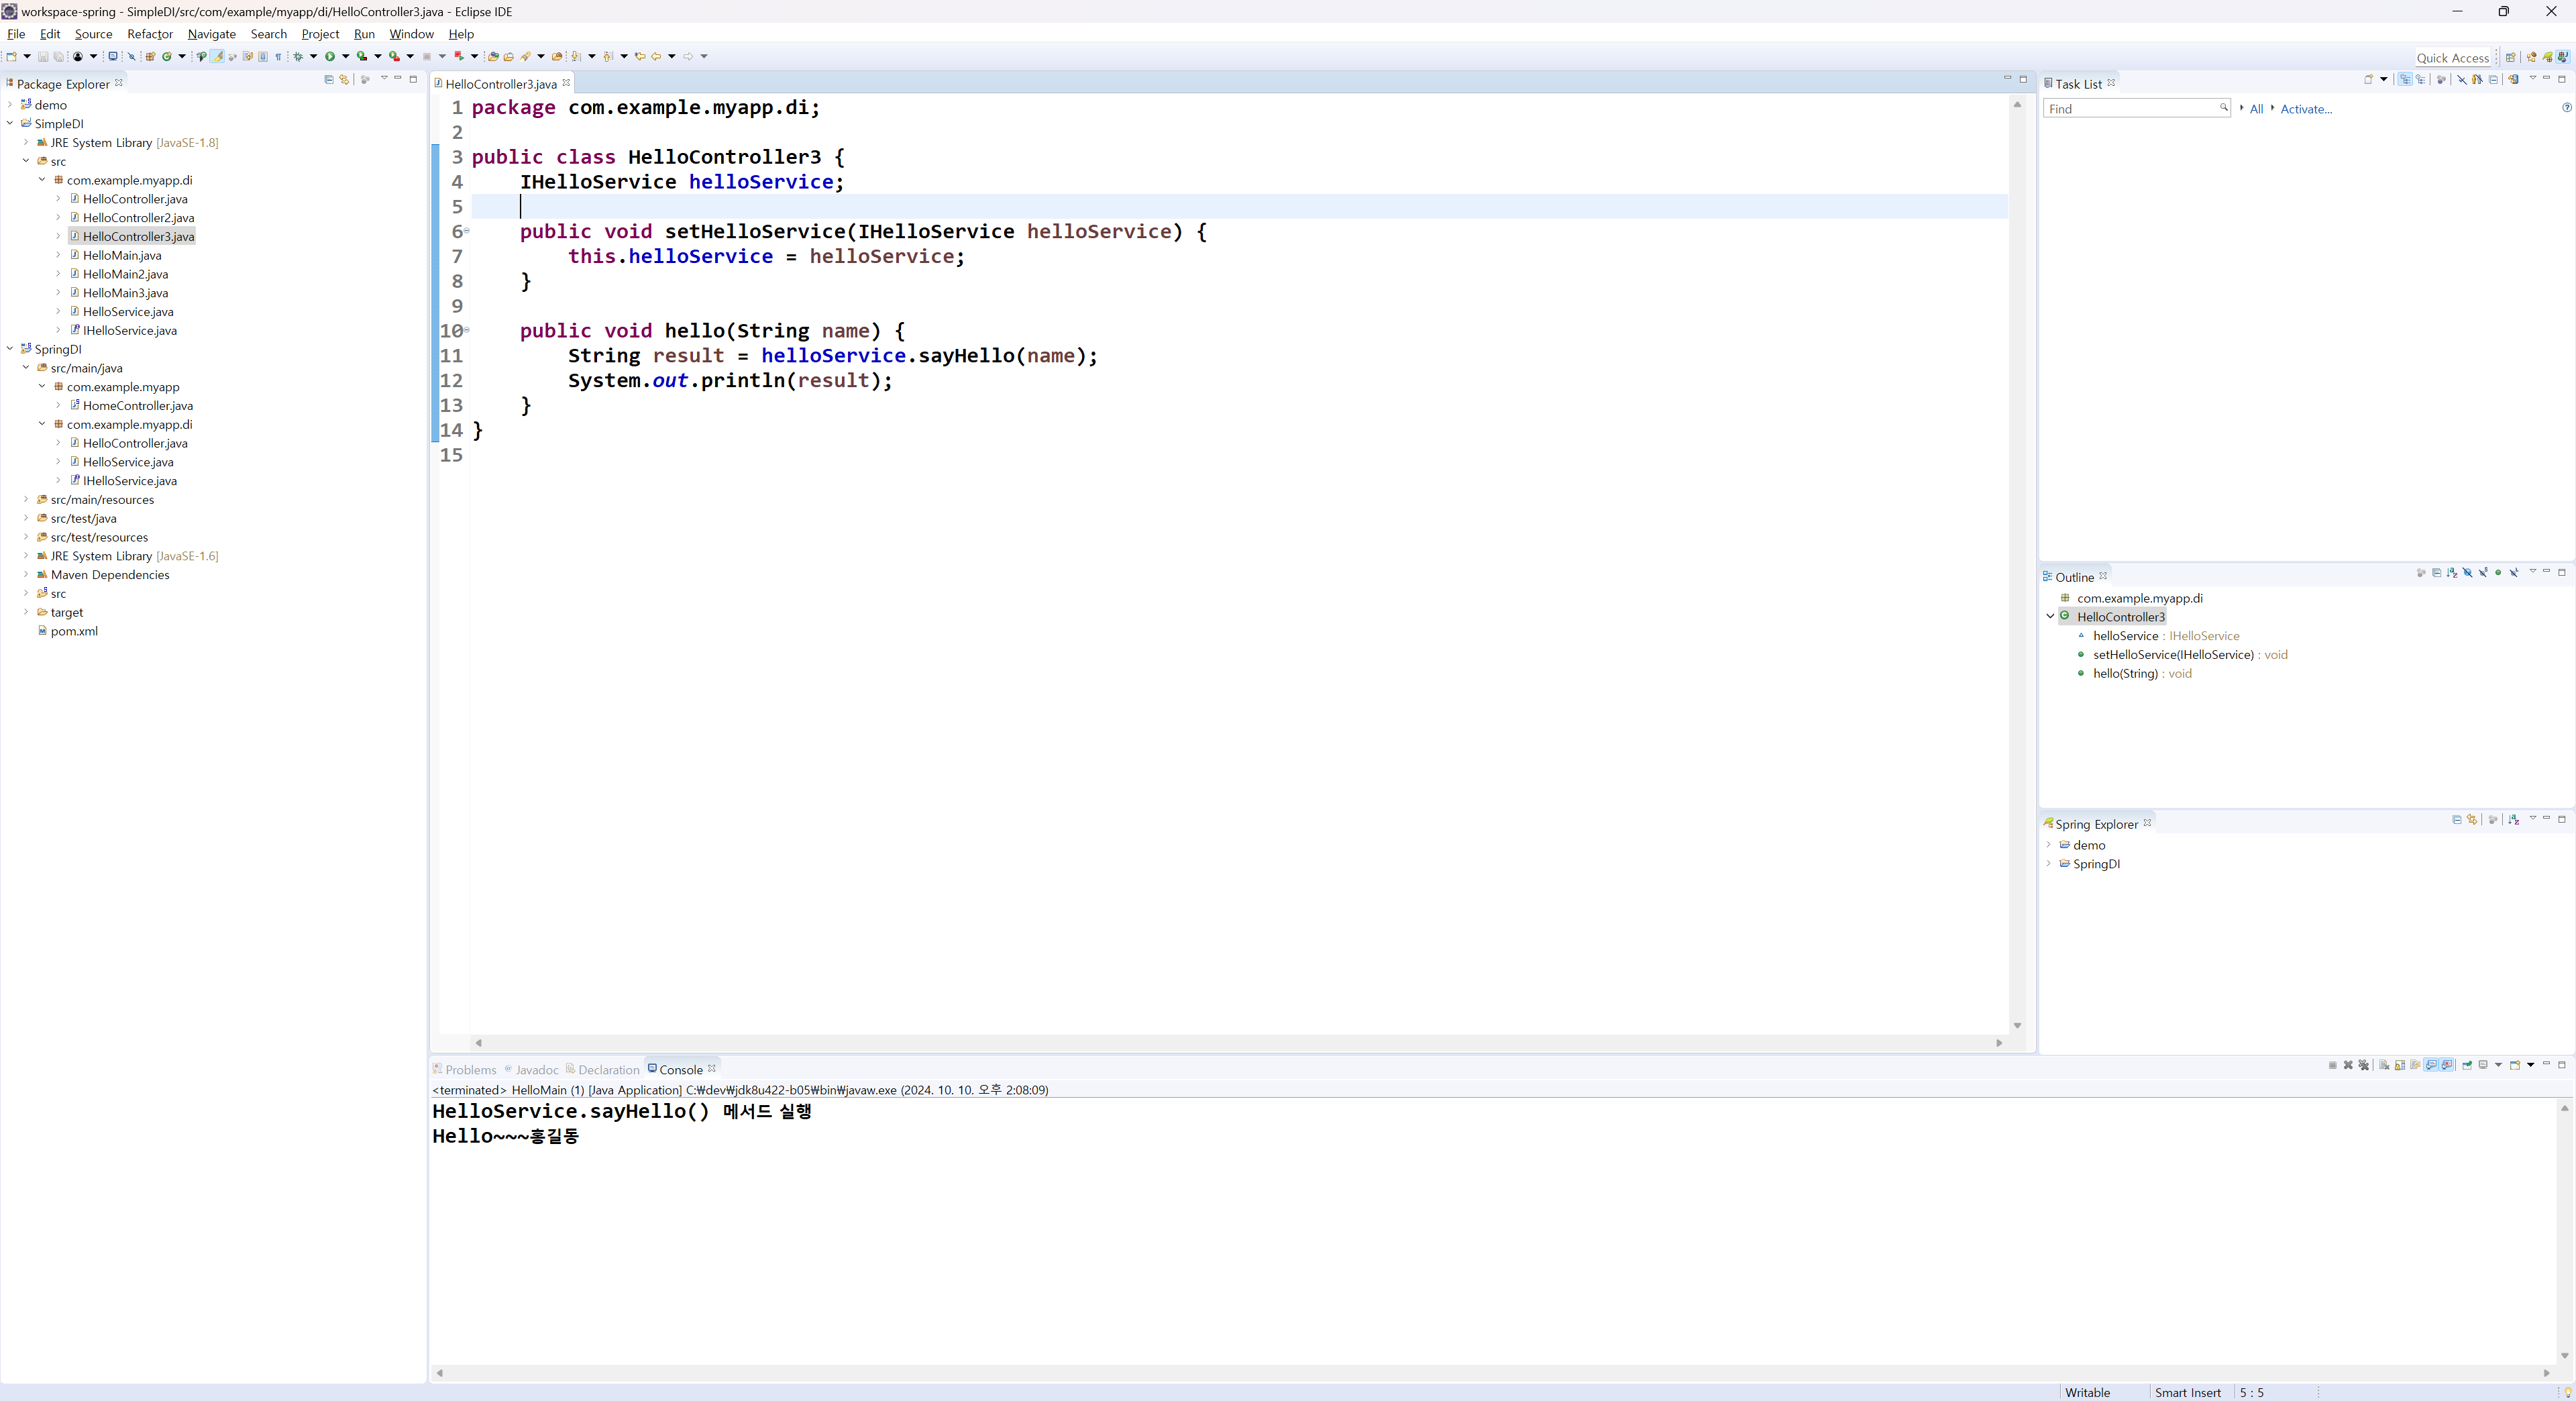 workspace-spring - SimpleDI/src/com/example/myapp/di/HelloController3.java - Eclipse IDE
File Edit Source Refactor Navigate Search Project Run Window Help
Quick Access
Package Explorer
demo
SimpleDI
JRE System Library [JavaSE-1.8]
src
com.example.myapp.di
HelloController.java
HelloController2.java
HelloController3.java
HelloMain.java
HelloMain2.java
HelloMain3.java
HelloService.java
IHelloService.java
SpringDI
src/main/java
com.example.myapp
HomeController.java
com.example.myapp.di
HelloController.java
HelloService.java
IHelloService.java
src/main/resources
src/test/java
src/test/resources
JRE System Library [JavaSE-1.6]
Maven Dependencies
src
target
pom.xml
HelloController3.java
1 package com.example.myapp.di;
2
3 public class HelloController3 {
4 IHelloService helloService;
5
6 public void setHelloService(IHelloService helloService) {
7 this.helloService = helloService;
8 }
9
10 public void hello(String name) {
11 String result = helloService.sayHello(name);
12 System.out.println(result);
13 }
14 }
15
Problems Javadoc Declaration Console
<terminated> HelloMain (1) [Java Application] C:₩dev₩jdk8u422-b05₩bin₩javaw.exe (2024. 10. 10. 오후 2:08:09)
HelloService.sayHello() 메서드 실행
Hello~~~홍길동
Task List
Find All Activate...
Outline
com.example.myapp.di
HelloController3
helloService : IHelloService
setHelloService(IHelloService) : void
hello(String) : void
Spring Explorer
demo
SpringDI
Writable Smart Insert 5 : 5